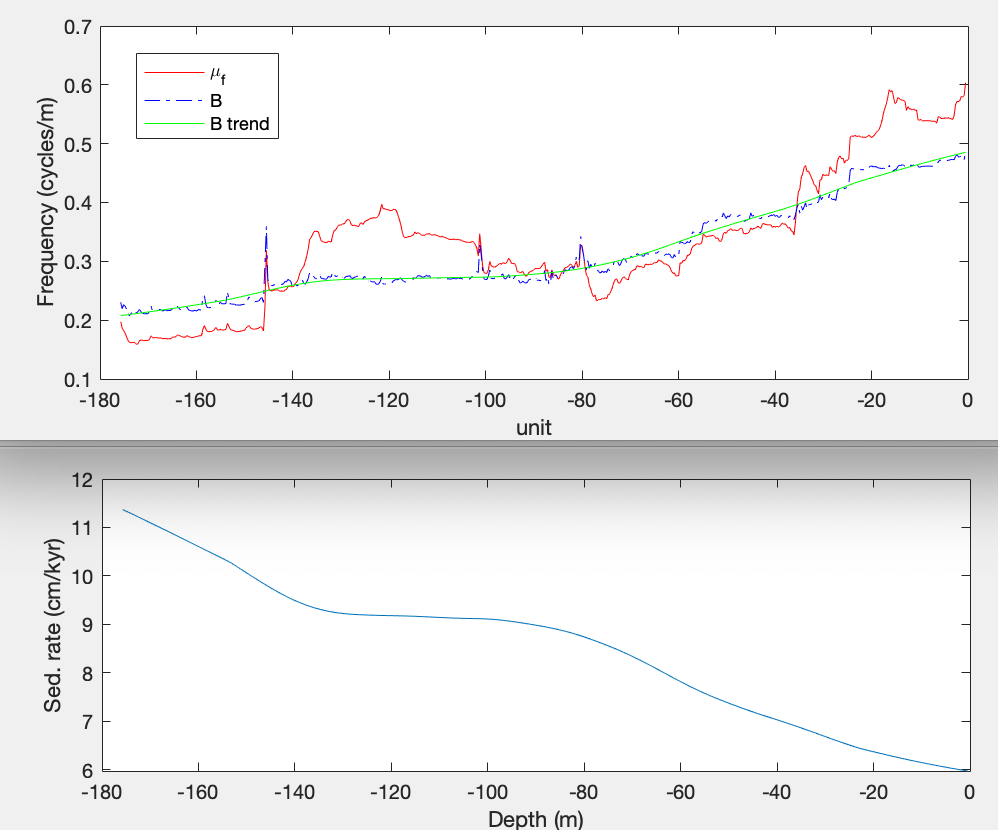 0.7
0.6
0.5
0.4
0.3
0.2
0.1
Frequency (cycles/m)
μf
B
B trend
-180 -160 -140 -120 -100 -80 -60 -40 -20 0
unit
12
11
10
9
8
7
6
Sed. rate (cm/kyr)
-180 -160 -140 -120 -100 -80 -60 -40 -20 0
Depth (m)